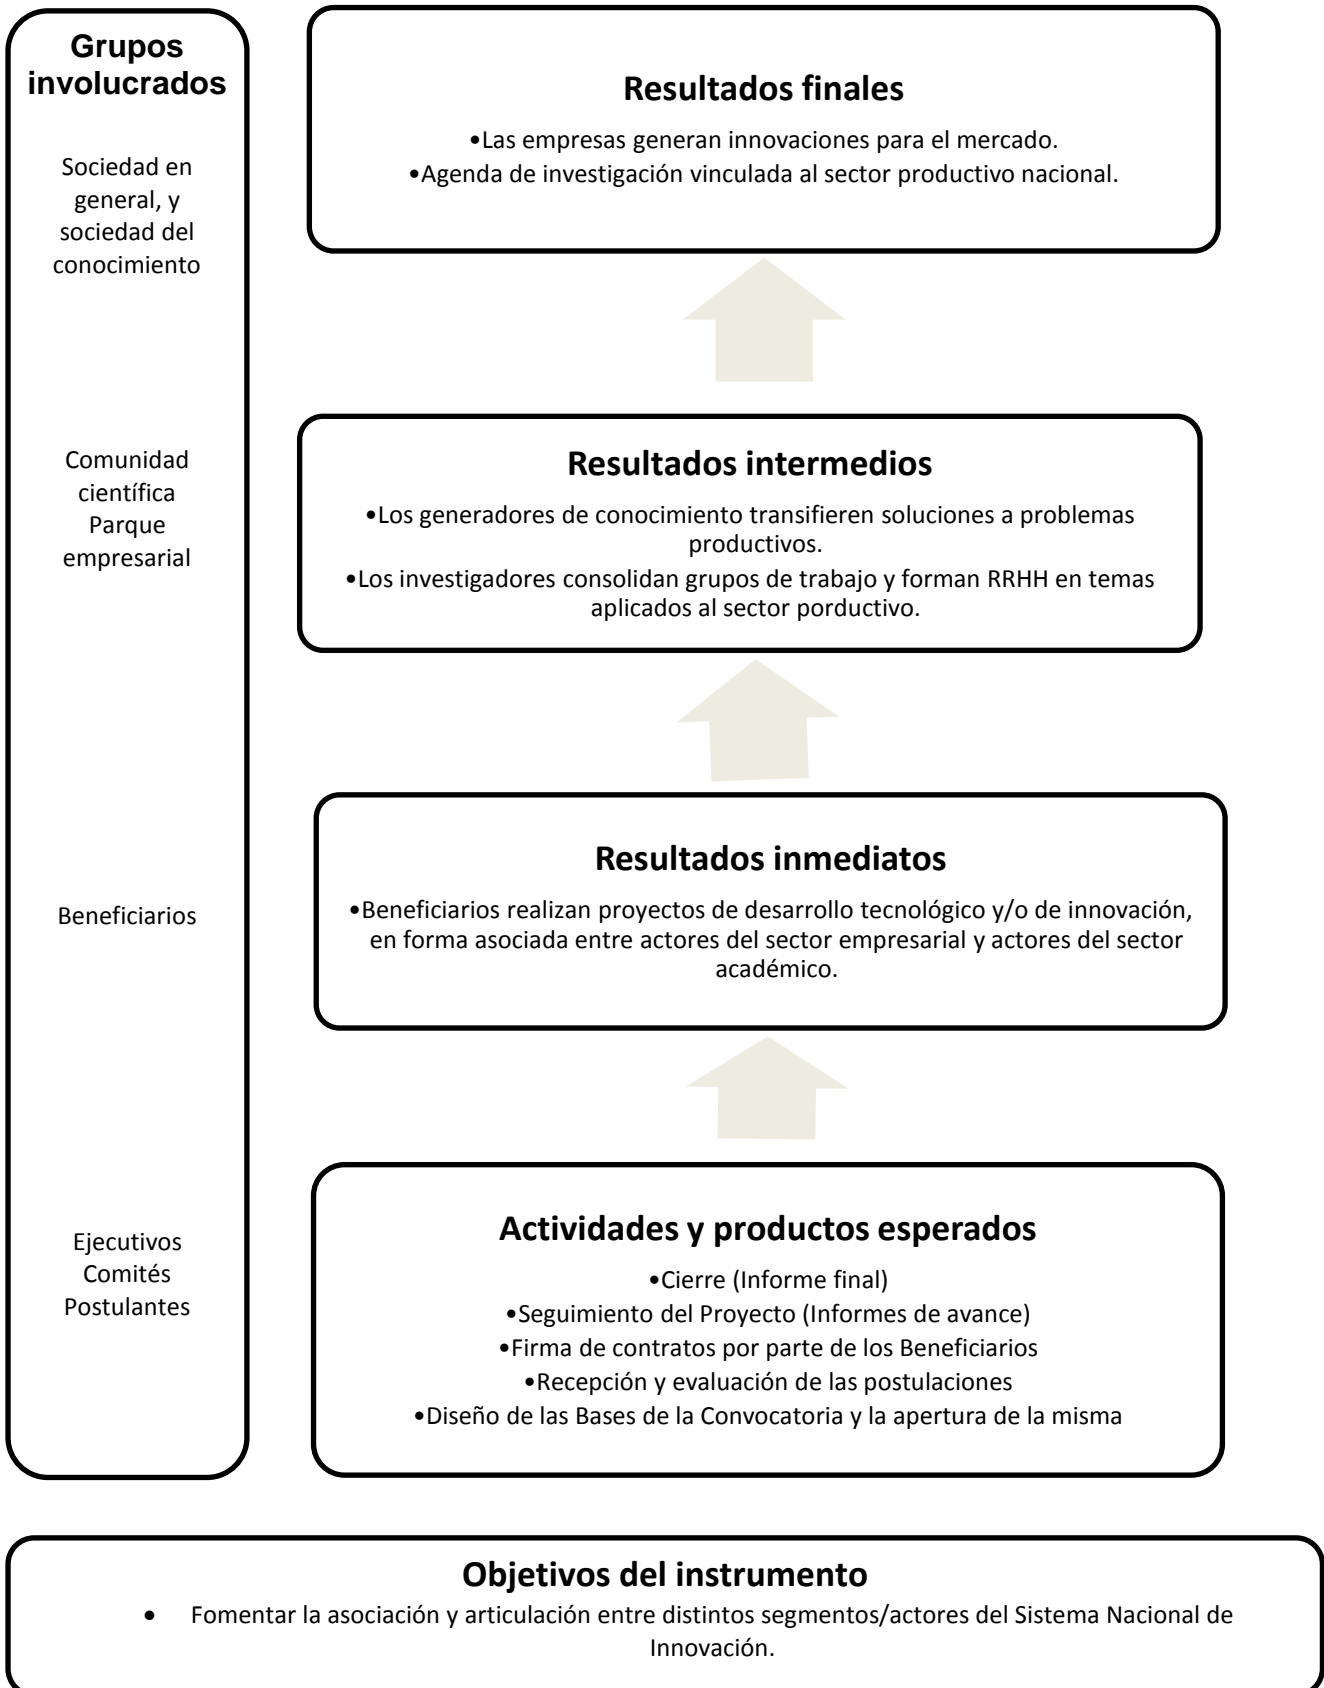 Grupos
involucrados
Sociedad en
general, y
sociedad del
conocimiento
Comunidad
científica
Parque
empresarial
Beneficiarios
Ejecutivos
Comités
Postulantes
Resultados finales
•Las empresas generan innovaciones para el mercado.
•Agenda de investigación vinculada al sector productivo nacional.
Resultados intermedios
•Los generadores de conocimiento transifieren soluciones a problemas
productivos.
•Los investigadores consolidan grupos de trabajo y forman RRHH en temas
aplicados al sector porductivo.
Resultados inmediatos
•Beneficiarios realizan proyectos de desarrollo tecnológico y/o de innovación,
en forma asociada entre actores del sector empresarial y actores del sector
académico.
Actividades y productos esperados
•Cierre (Informe final)
•Seguimiento del Proyecto (Informes de avance)
•Firma de contratos por parte de los Beneficiarios
•Recepción y evaluación de las postulaciones
•Diseño de las Bases de la Convocatoria y la apertura de la misma
Objetivos del instrumento
• Fomentar la asociación y articulación entre distintos segmentos/actores del Sistema Nacional de
Innovación.